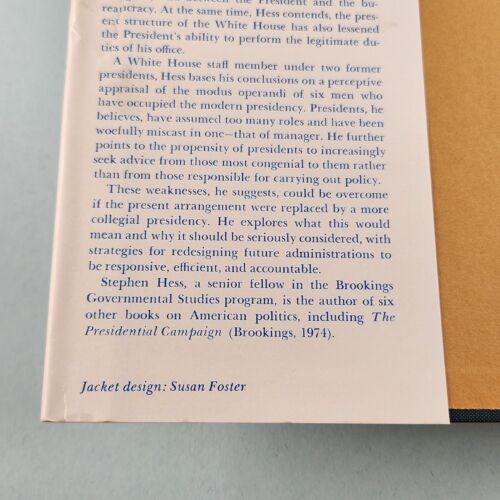 between the President and the bu-
reaucracy. At the same time, Hess contends, the pres-
ent structure of the White House has also lessened
the President's ability to perform the legitimate du-
ties of his office.
A White House staff member under two former
presidents, Hess bases his conclusions on a perceptive
appraisal of the modus operandi of six men who
have occupied the modern presidency. Presidents, he
believes, have assumed too many roles and have been
woefully miscast in one—that of manager. He further
points to the propensity of presidents to increasingly
seek advice from those most congenial to them rather
than from those responsible for carrying out policy.
These weaknesses, he suggests, could be overcome
if the present arrangement were replaced by a more
collegial presidency. He explores what this would
mean and why it should be seriously considered, with
strategies for redesigning future administrations to
be responsive, efficient, and accountable.
Stephen Hess, a senior fellow in the Brookings
Governmental Studies program, is the author of six
other books on American politics, including The
Presidential Campaign (Brookings, 1974).
Jacket design: Susan Foster